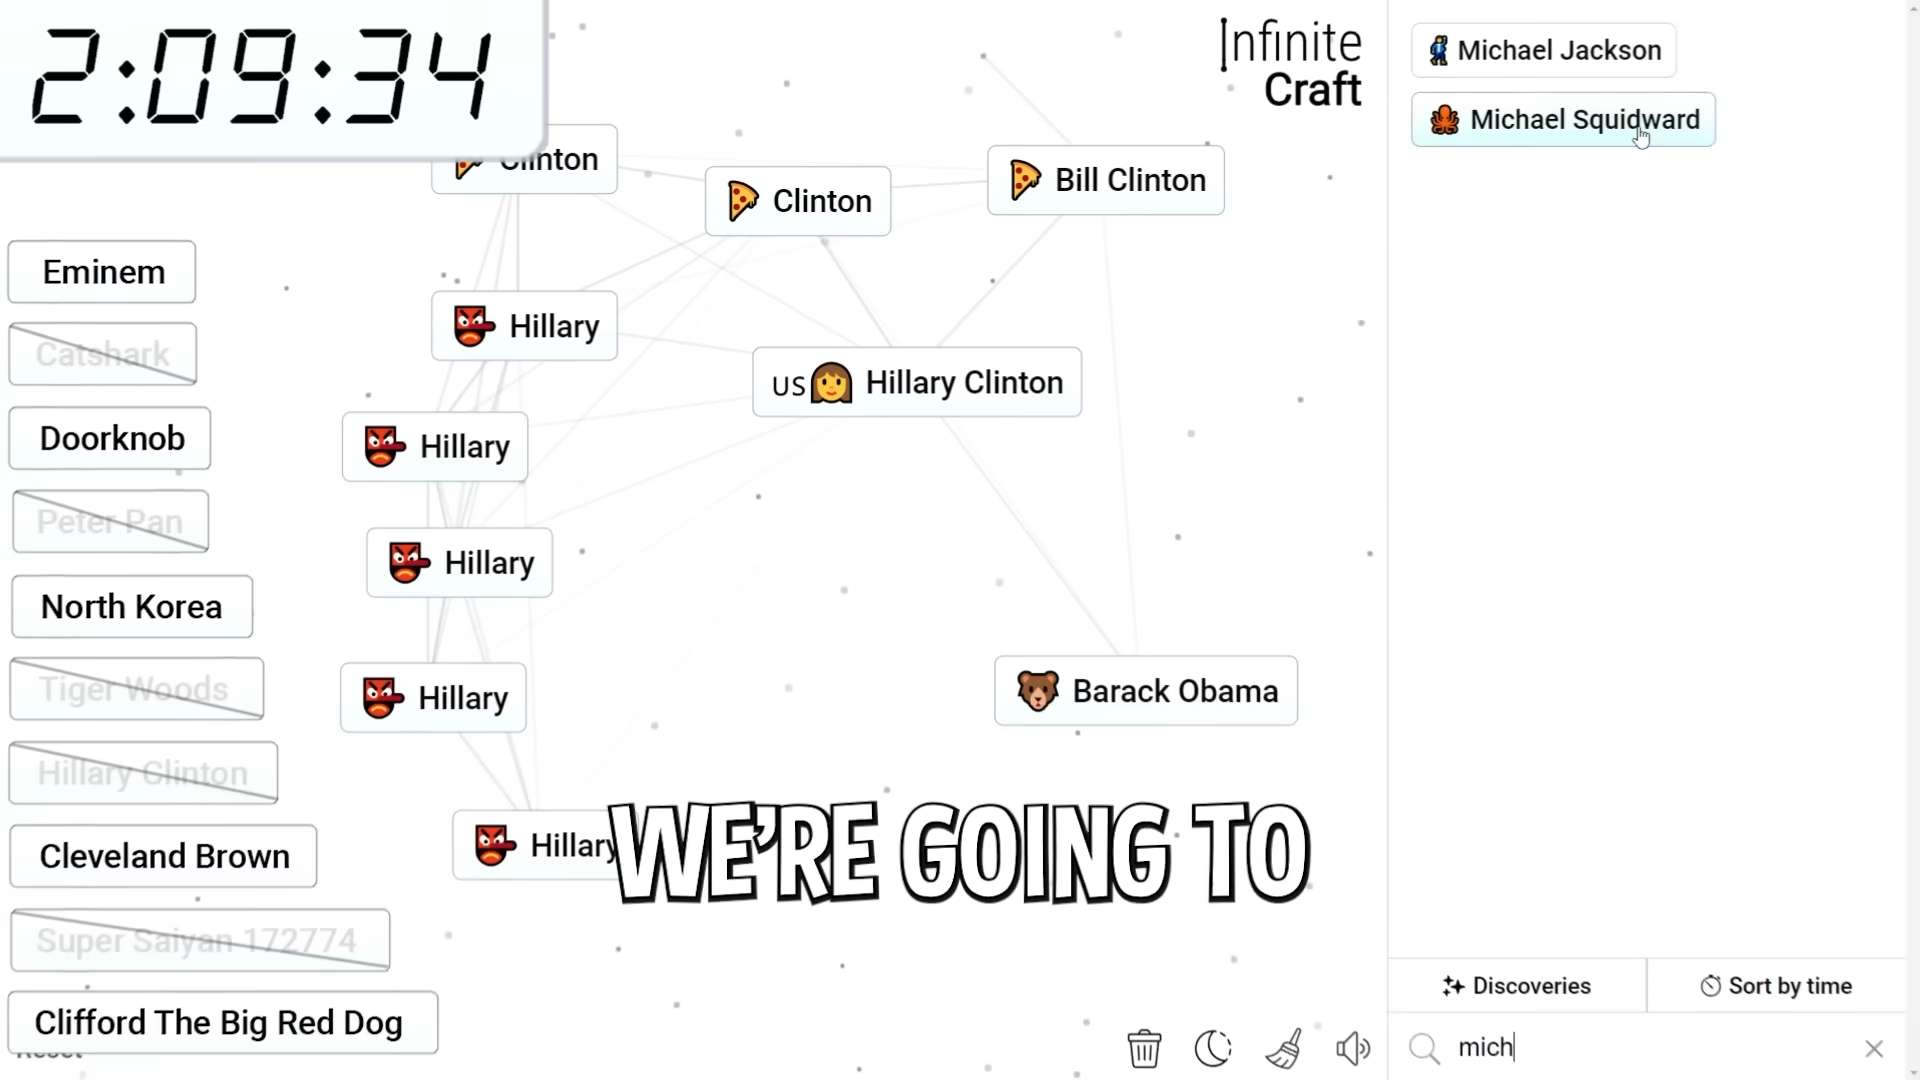 2:09:34
Infinite
Craft
Michael Jackson
Michael Squidward
Clinton
Clinton
Bill Clinton
Eminem
Hillary
Catshark
US Hillary Clinton
Doorknob
Hillary
Peter Pan
Hillary
North Korea
Tiger Woods
Hillary
Barack Obama
Hillary Clinton
Hillary
WE'RE GOING TO
Cleveland Brown
Super Saiyan 172774
Discoveries
Sort by time
Clifford The Big Red Dog
Reset
mich